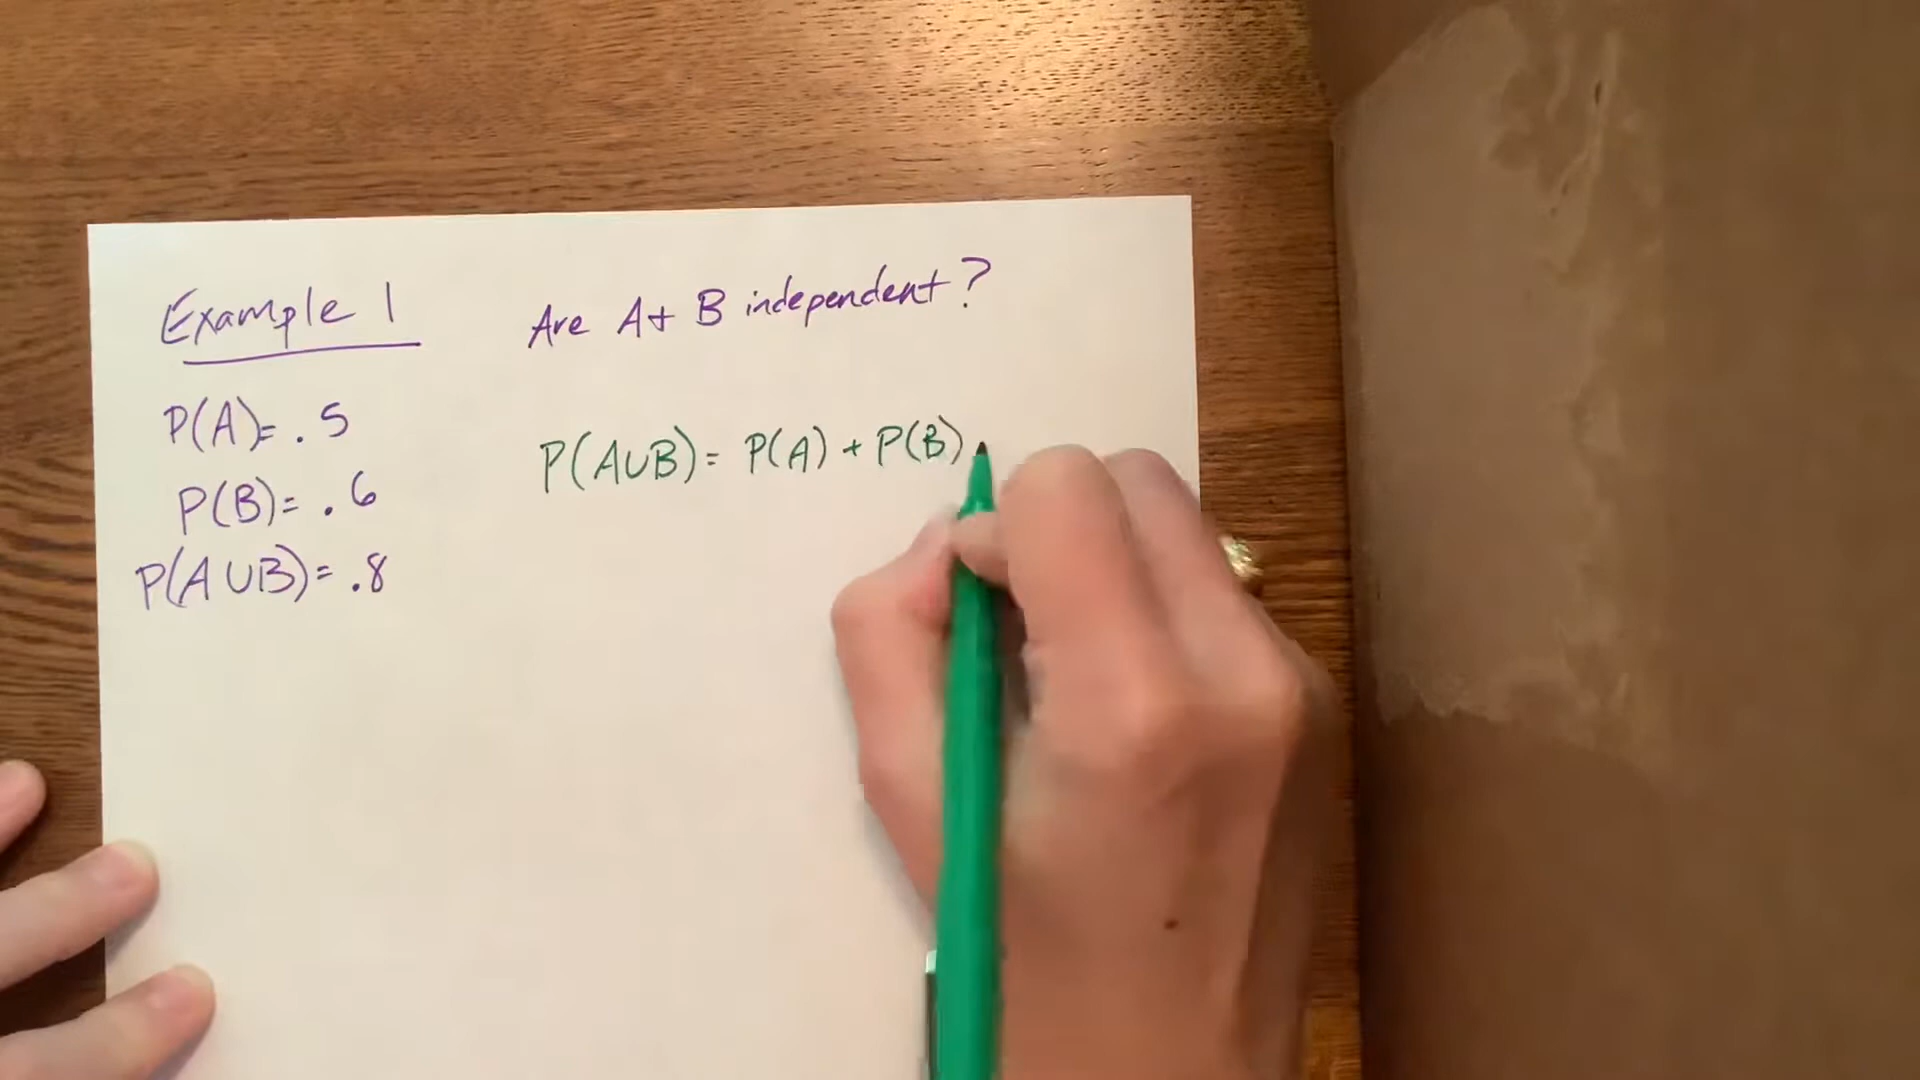 Example 1
Are A + B independent?
P(A)= .5
P(B)= .6
P(A∪B)= .8
P(A∪B)= P(A) + P(B)